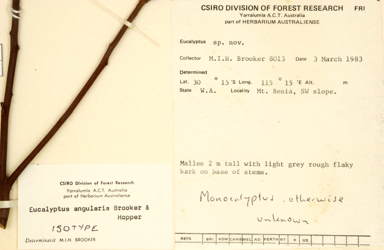 CSIRO DIVISION OF FOREST RESEARCH FRI
Yarralumla A.C.T. Australia
part of HERBARIUM AUSTRALIENSE
Eucalyptus sp. nov.
Collector M.I.H. Brooker 8013 Date 3 March 1983
Determined
Lat. 30 ° 15 'S Long. 115 ° 15 'E Alt. m
State W.A. Locality Mt. Benia, SW slope.
Mallee 2 m tall with light grey rough flaky
bark on base of stems.
Monocalyptus otherwise
unknown
CSIRO Division of Forest Research
Yarralumla A.C.T. Australia
part of Herbarium Australiense
Eucalyptus angularis Brooker &
Hopper
ISOTYPE
Determinavit M.I.H. BROOKER